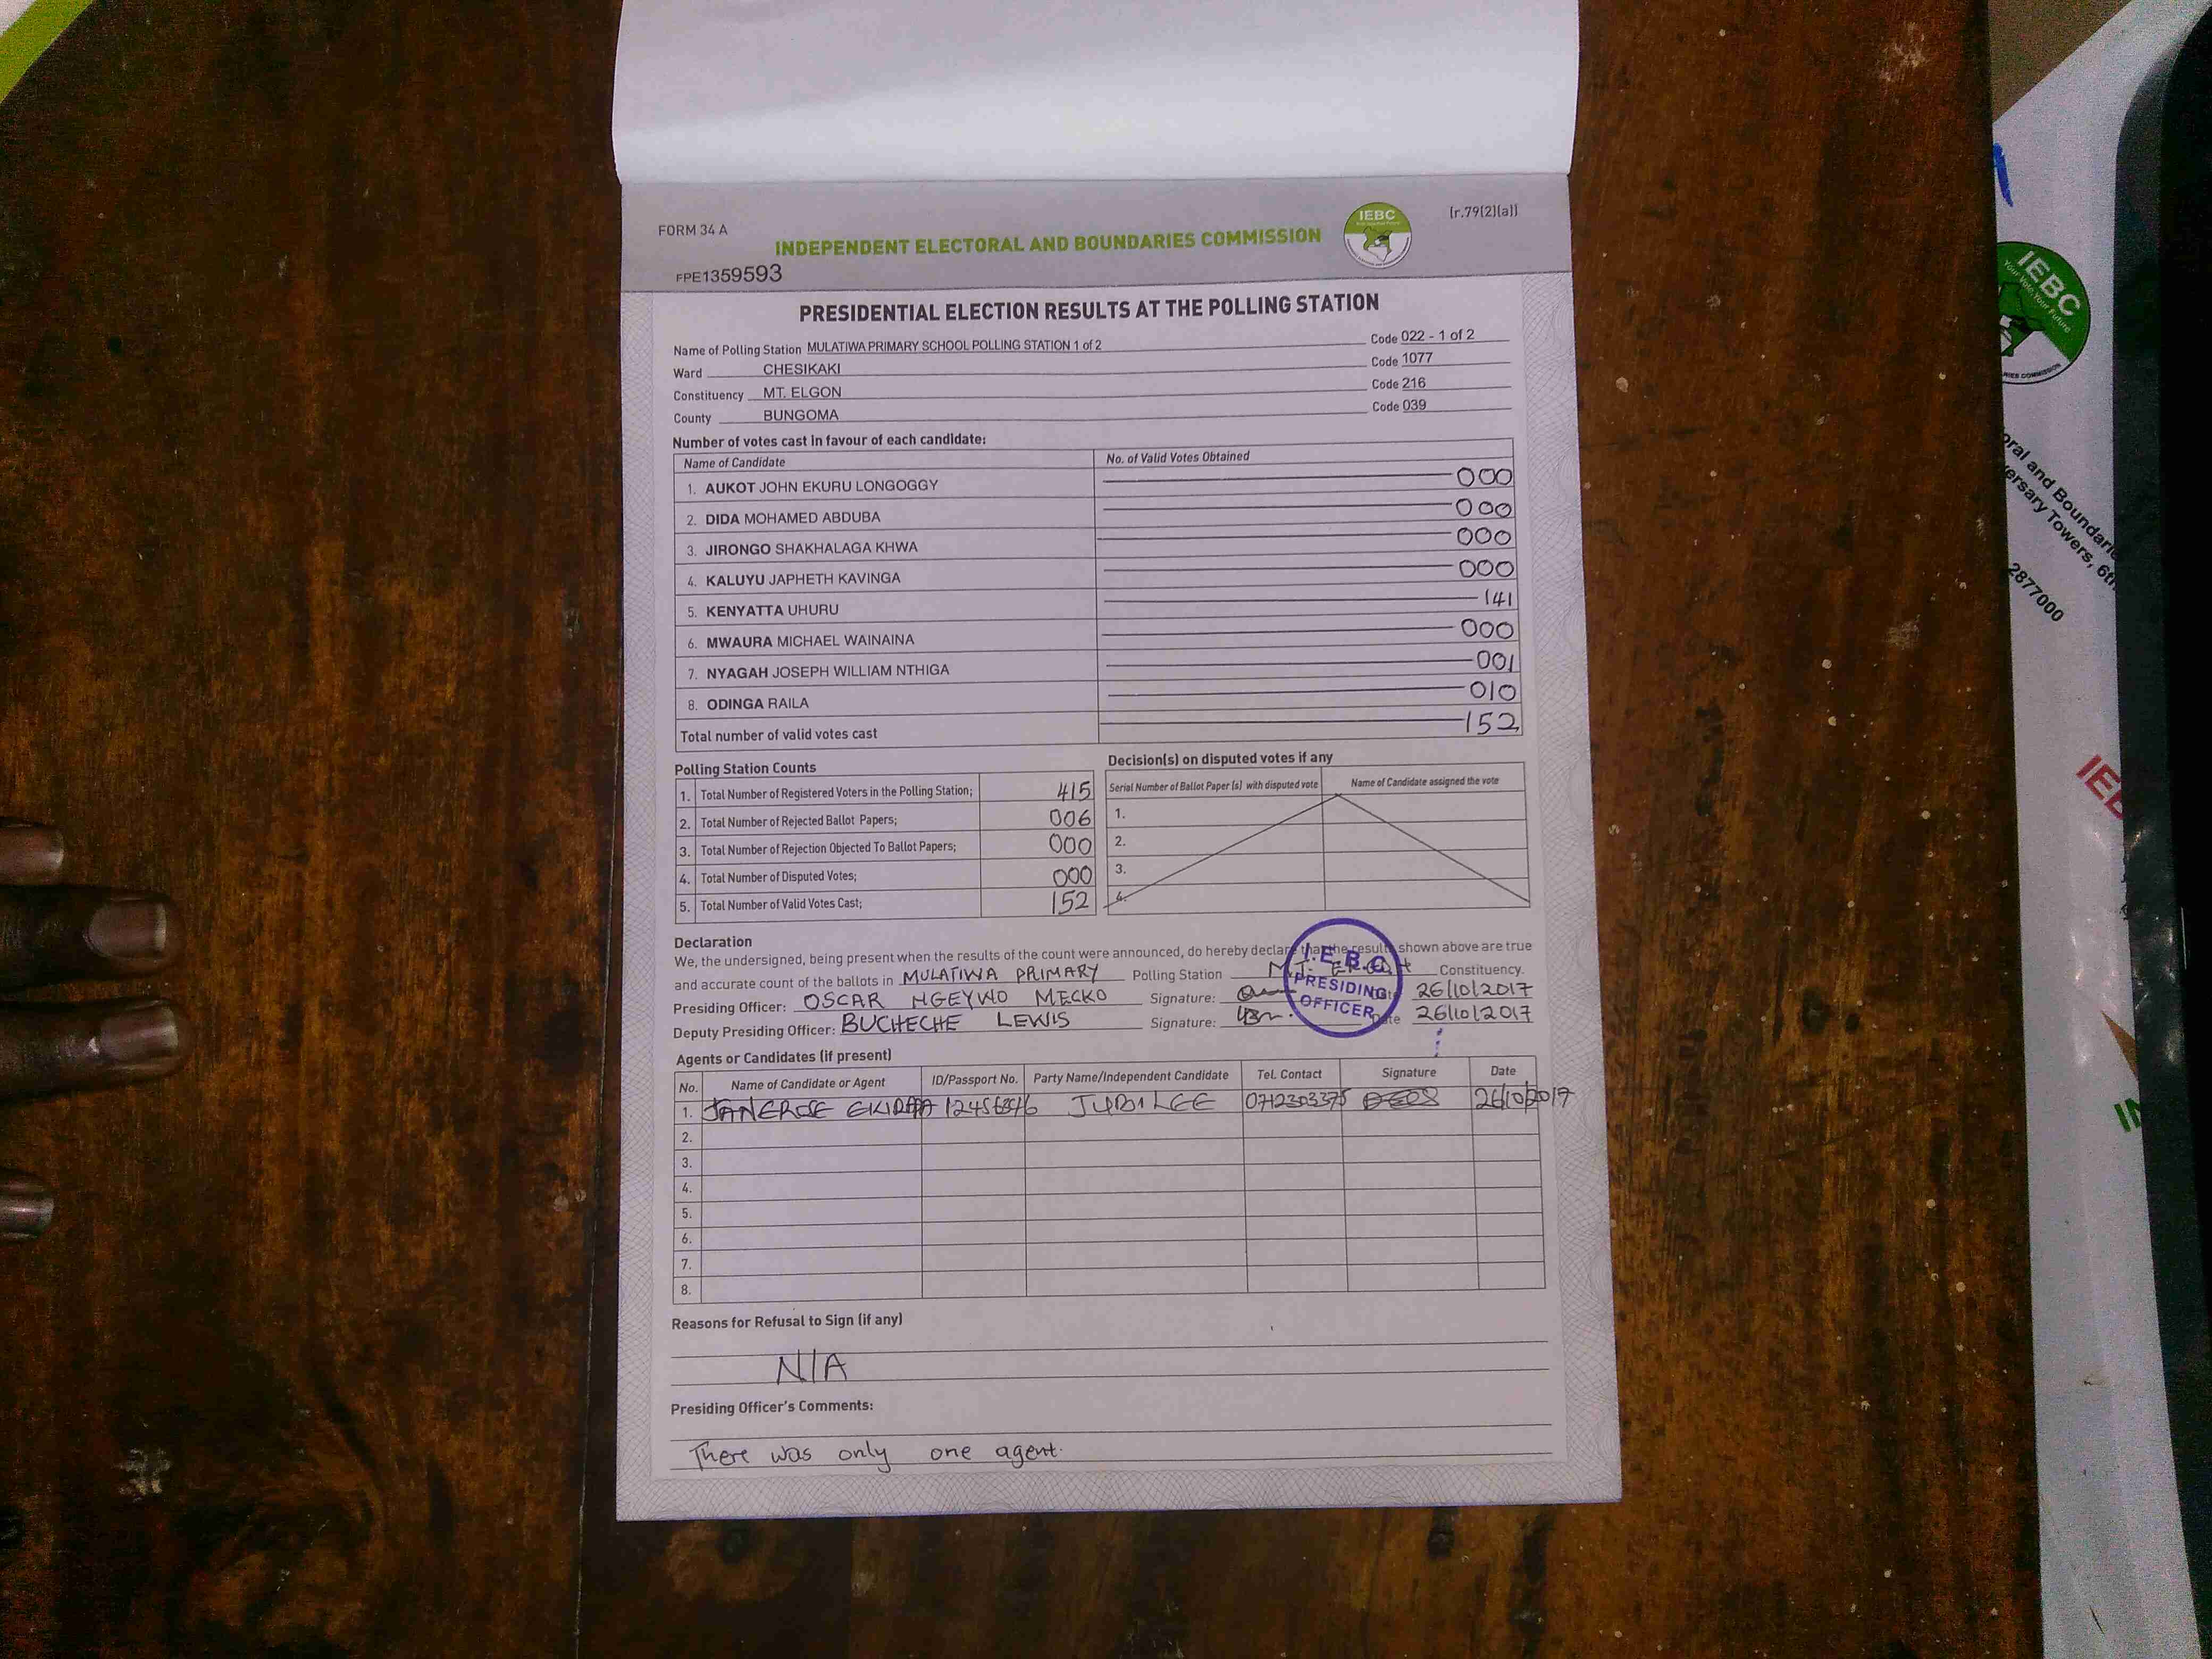 FORM 34 A
INDEPENDENT ELECTORAL AND BOUNDARIES COMMISSION
IEBC
[r.79(2)(a)]
FPE1359593
PRESIDENTIAL ELECTION RESULTS AT THE POLLING STATION
Name of Polling Station MULATIWA PRIMARY SCHOOL POLLING STATION 1 of 2 Code 022 - 1 of 2
Ward CHESIKAKI Code 1077
Constituency MT. ELGON Code 216
County BUNGOMA Code 039
Number of votes cast in favour of each candidate:
Name of Candidate No. of Valid Votes Obtained
1. AUKOT JOHN EKURU LONGOGGY 000
2. DIDA MOHAMED ABDUBA 000
3. JIRONGO SHAKHALAGA KHWA 000
4. KALUYU JAPHETH KAVINGA 000
5. KENYATTA UHURU 141
6. MWAURA MICHAEL WAINAINA 000
7. NYAGAH JOSEPH WILLIAM NTHIGA 001
8. ODINGA RAILA 010
Total number of valid votes cast 152
Polling Station Counts
1. Total Number of Registered Voters in the Polling Station; 415
2. Total Number of Rejected Ballot Papers; 006
3. Total Number of Rejection Objected To Ballot Papers; 000
4. Total Number of Disputed Votes; 000
5. Total Number of Valid Votes Cast; 152
Decision(s) on disputed votes if any
Serial Number of Ballot Paper (s) with disputed vote Name of Candidate assigned the vote
1.
2.
3.
4.
Declaration
We, the undersigned, being present when the results of the count were announced, do hereby declare that the results shown above are true
and accurate count of the ballots in MULATIWA PRIMARY Polling Station MT. Constituency.
Presiding Officer: OSCAR NGEYWO MECKO Signature: 26/10/2017
Deputy Presiding Officer: BUCHECHE LEWIS Signature: Date 26/10/2017
I.E.B.C
PRESIDING
OFFICER
Agents or Candidates (if present)
No. Name of Candidate or Agent ID/Passport No. Party Name/Independent Candidate Tel. Contact Signature Date
1. JANEROSE JUBILEE 0712303375 26/10/2017
2.
3.
4.
5.
6.
7.
8.
Reasons for Refusal to Sign (if any)
N/A
Presiding Officer's Comments:
There was only one agent.
IEBC
Your Vote Your Future
2877000